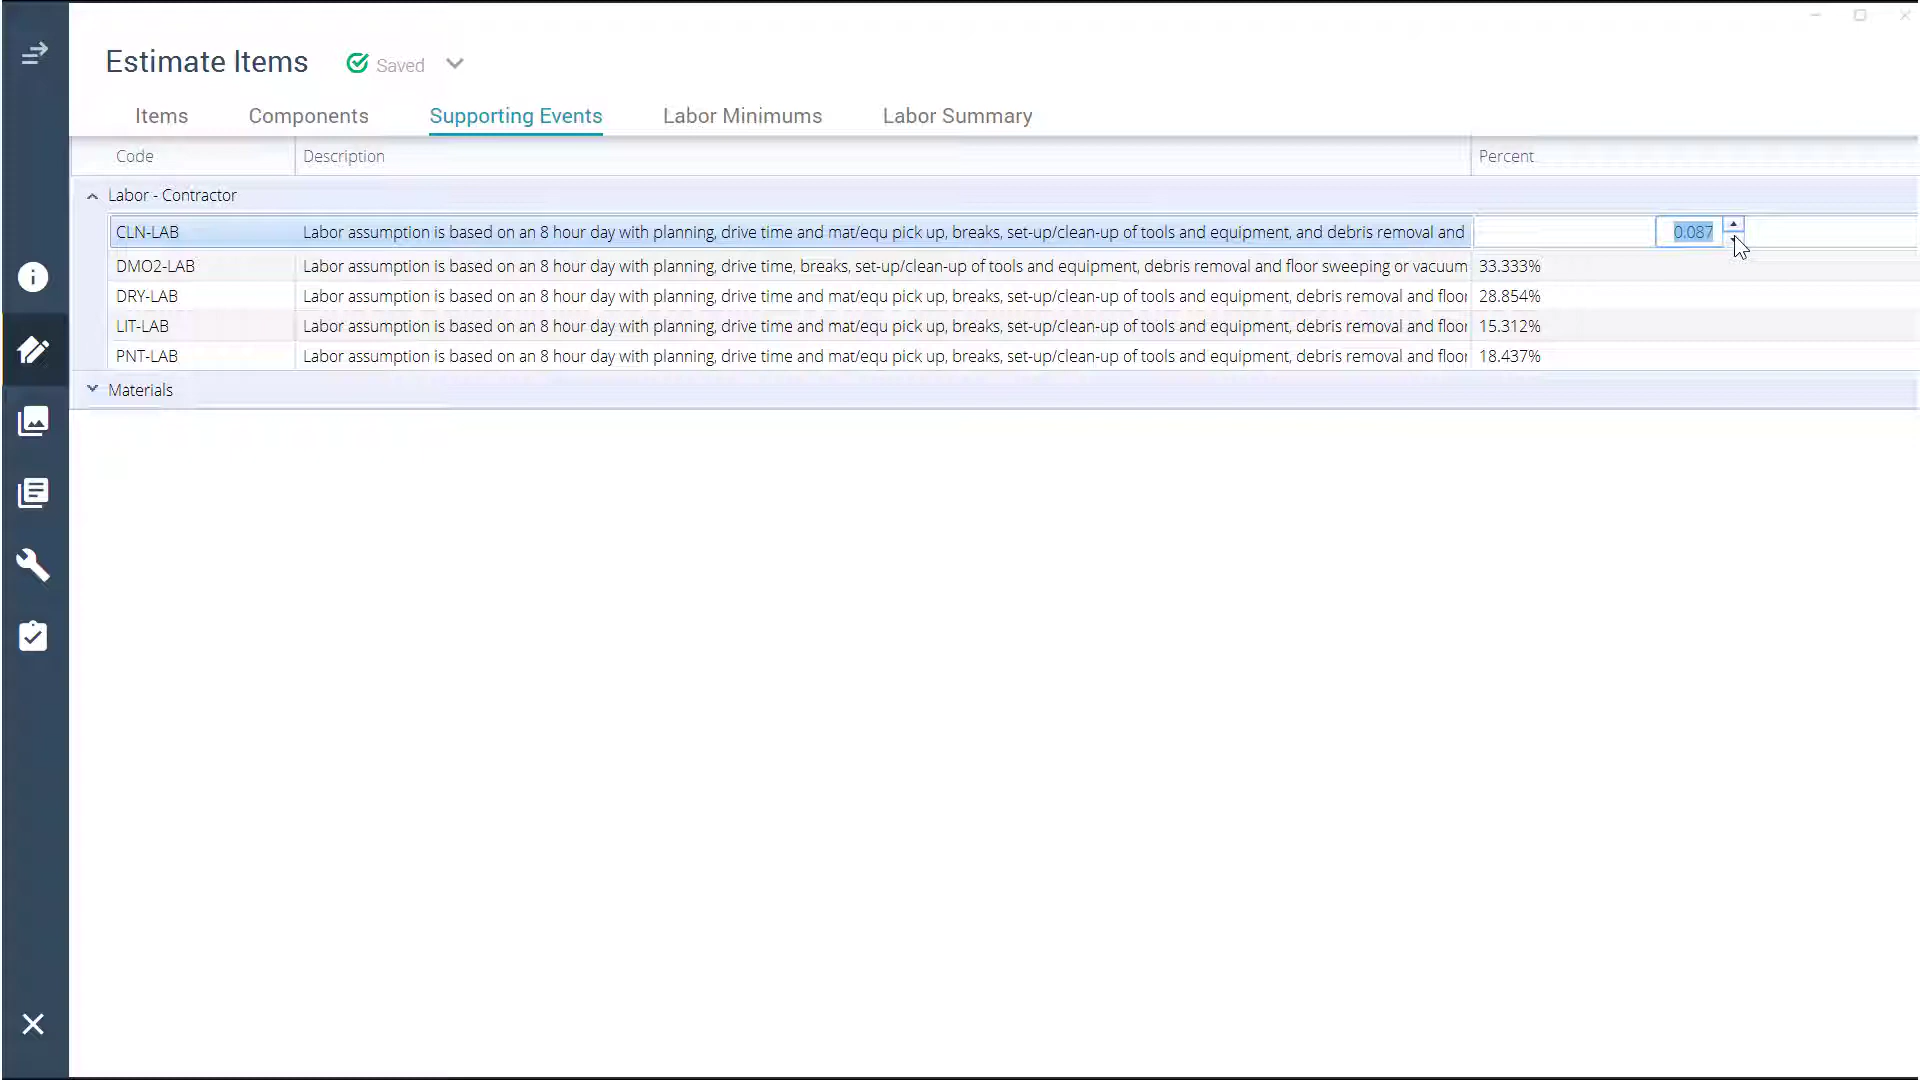 Estimate Items
Saved
Items Components Supporting Events Labor Minimums Labor Summary
Code Description Percent
Labor - Contractor
CLN-LAB Labor assumption is based on an 8 hour day with planning, drive time and mat/equ pick up, breaks, set-up/clean-up of tools and equipment, and debris removal and 0.087
DMO2-LAB Labor assumption is based on an 8 hour day with planning, drive time, breaks, set-up/clean-up of tools and equipment, debris removal and floor sweeping or vacuum 33.333%
DRY-LAB Labor assumption is based on an 8 hour day with planning, drive time and mat/equ pick up, breaks, set-up/clean-up of tools and equipment, debris removal and floor 28.854%
LIT-LAB Labor assumption is based on an 8 hour day with planning, drive time and mat/equ pick up, breaks, set-up/clean-up of tools and equipment, debris removal and floor 15.312%
PNT-LAB Labor assumption is based on an 8 hour day with planning, drive time and mat/equ pick up, breaks, set-up/clean-up of tools and equipment, debris removal and floor 18.437%
Materials